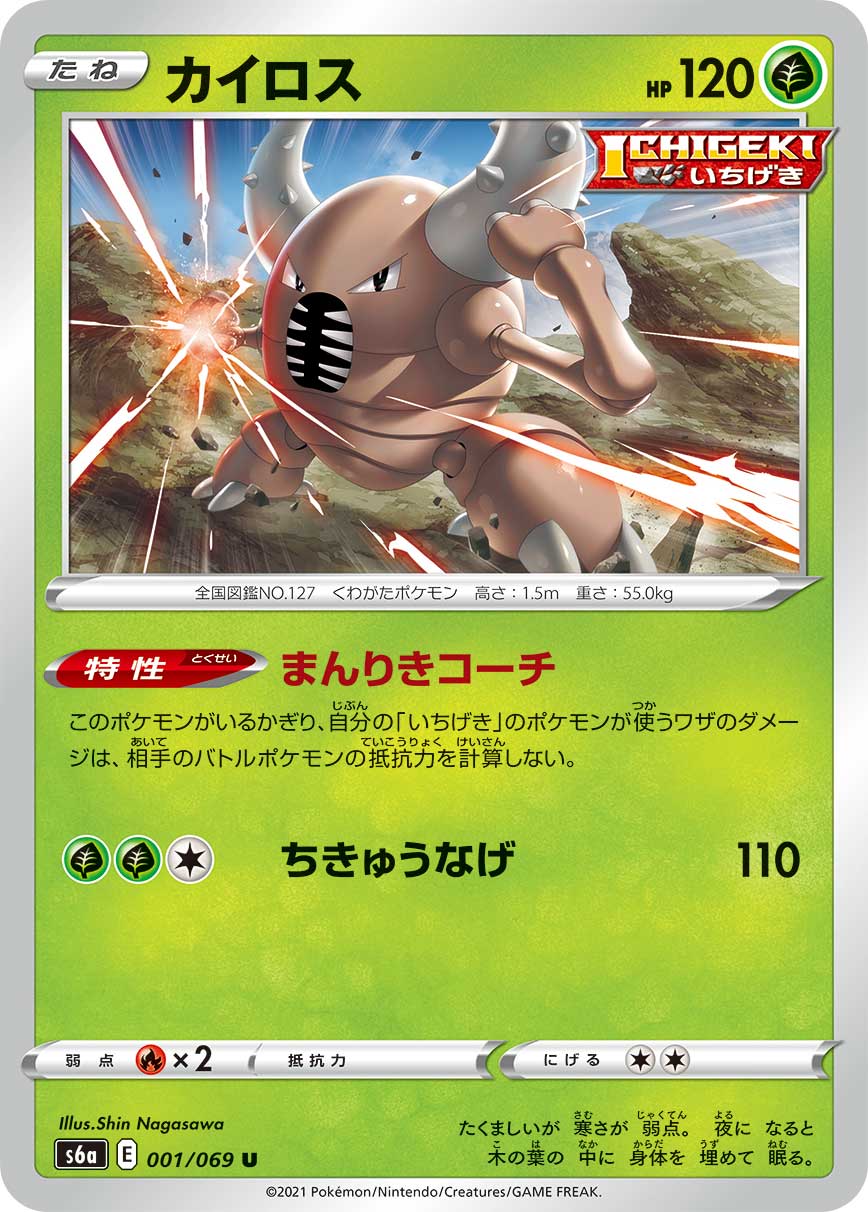 たね カイロス HP 120
ICHIGEKI
いちげき
全国図鑑NO.127 くわがたポケモン 高さ：1.5m 重さ：55.0kg
特性 とくせい まんりきコーチ
このポケモンがいるかぎり、自分の「いちげき」のポケモンが使うワザのダメー
ジは、相手のバトルポケモンの抵抗力を計算しない。
ちきゅうなげ 110
弱点 ×2 抵抗力 にげる
Illus.Shin Nagasawa
たくましいが 寒さが 弱点。 夜に なると
木の葉の 中に 身体を 埋めて 眠る。
s6a E 001/069 U
©2021 Pokémon/Nintendo/Creatures/GAME FREAK.